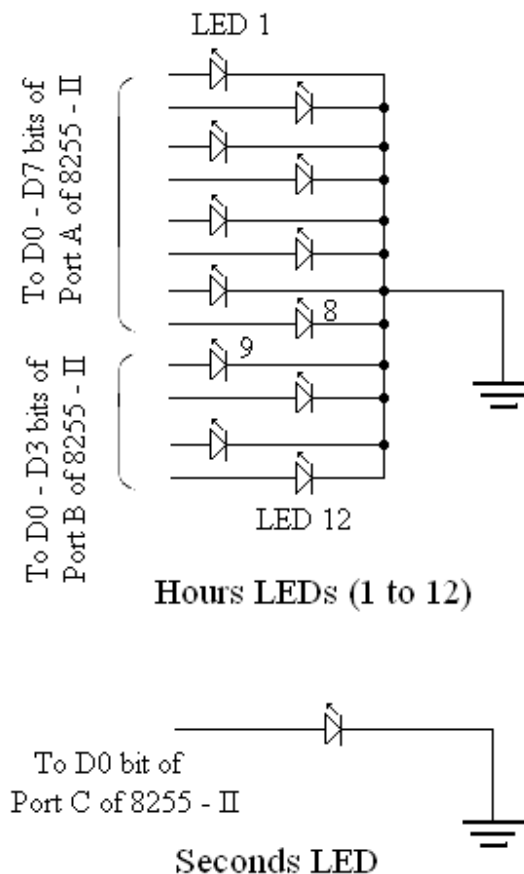 LED 1
To D0 - D7 bits of
Port A of 8255 - II
8
9
To D0 - D3 bits of
Port B of 8255 - II
LED 12
Hours LEDs (1 to 12)
To D0 bit of
Port C of 8255 - II
Seconds LED